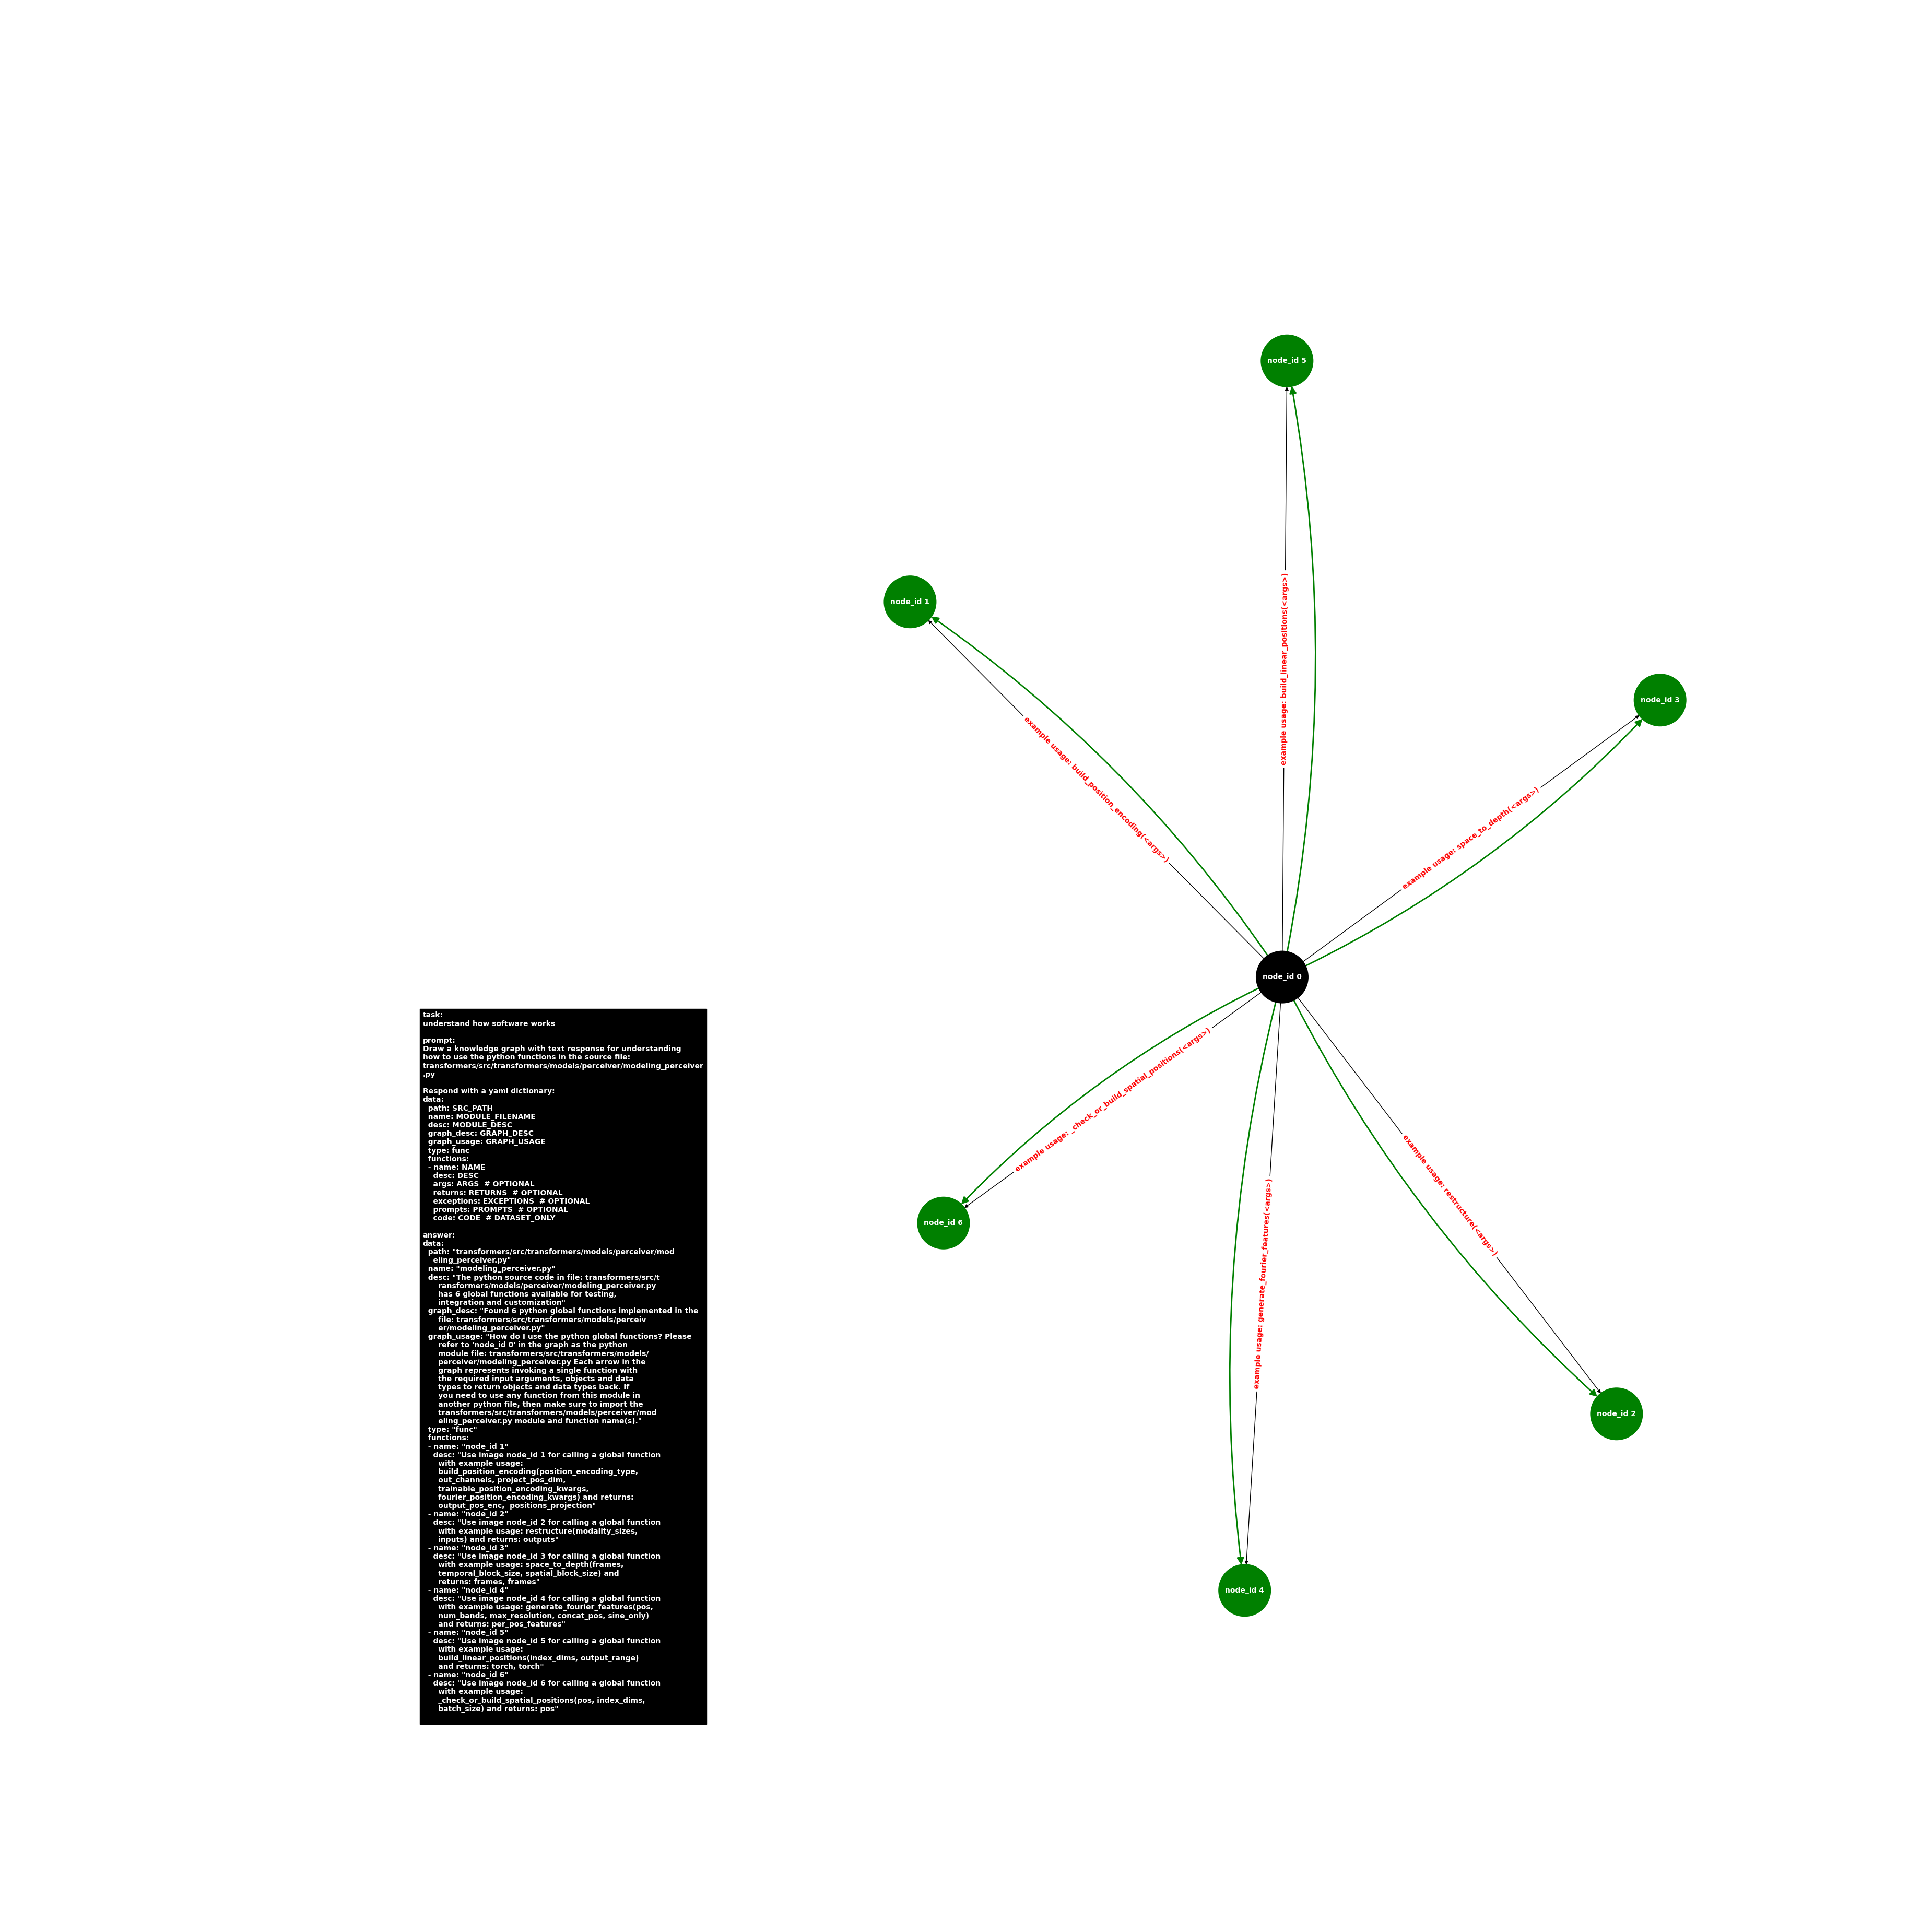 node_id 5
node_id 1
example usage: build_linear_positions(<args>)
node_id 3
example usage: build_position_encoding(<args>)
example usage: space_to_depth(<args>)
node_id 0
task:
understand how software works

prompt:
Draw a knowledge graph with text response for understanding
how to use the python functions in the source file:
transformers/src/transformers/models/perceiver/modeling_perceiver
.py

Respond with a yaml dictionary:
data:
  path: SRC_PATH
  name: MODULE_FILENAME
  desc: MODULE_DESC
  graph_desc: GRAPH_DESC
  graph_usage: GRAPH_USAGE
  type: func
  functions:
  - name: NAME
    desc: DESC
    args: ARGS  # OPTIONAL
    returns: RETURNS  # OPTIONAL
    exceptions: EXCEPTIONS  # OPTIONAL
    prompts: PROMPTS  # OPTIONAL
    code: CODE  # DATASET_ONLY

answer:
data:
  path: "transformers/src/transformers/models/perceiver/mod
    eling_perceiver.py"
  name: "modeling_perceiver.py"
  desc: "The python source code in file: transformers/src/t
      ransformers/models/perceiver/modeling_perceiver.py
      has 6 global functions available for testing,
      integration and customization"
  graph_desc: "Found 6 python global functions implemented in the
      file: transformers/src/transformers/models/perceiv
      er/modeling_perceiver.py"
  graph_usage: "How do I use the python global functions? Please
      refer to 'node_id 0' in the graph as the python
      module file: transformers/src/transformers/models/
      perceiver/modeling_perceiver.py Each arrow in the
      graph represents invoking a single function with
      the required input arguments, objects and data
      types to return objects and data types back. If
      you need to use any function from this module in
      another python file, then make sure to import the
      transformers/src/transformers/models/perceiver/mod
      eling_perceiver.py module and function name(s)."
  type: "func"
  functions:
  - name: "node_id 1"
    desc: "Use image node_id 1 for calling a global function
      with example usage:
      build_position_encoding(position_encoding_type,
      out_channels, project_pos_dim,
      trainable_position_encoding_kwargs,
      fourier_position_encoding_kwargs) and returns:
      output_pos_enc,  positions_projection"
  - name: "node_id 2"
    desc: "Use image node_id 2 for calling a global function
      with example usage: restructure(modality_sizes,
      inputs) and returns: outputs"
  - name: "node_id 3"
    desc: "Use image node_id 3 for calling a global function
      with example usage: space_to_depth(frames,
      temporal_block_size, spatial_block_size) and
      returns: frames, frames"
  - name: "node_id 4"
    desc: "Use image node_id 4 for calling a global function
      with example usage: generate_fourier_features(pos,
      num_bands, max_resolution, concat_pos, sine_only)
      and returns: per_pos_features"
  - name: "node_id 5"
    desc: "Use image node_id 5 for calling a global function
      with example usage:
      build_linear_positions(index_dims, output_range)
      and returns: torch, torch"
  - name: "node_id 6"
    desc: "Use image node_id 6 for calling a global function
      with example usage:
      _check_or_build_spatial_positions(pos, index_dims,
      batch_size) and returns: pos"
example usage: _check_or_build_spatial_positions(<args>)
example usage: restructure(<args>)
example usage: generate_fourier_features(<args>)
node_id 6
node_id 2
node_id 4